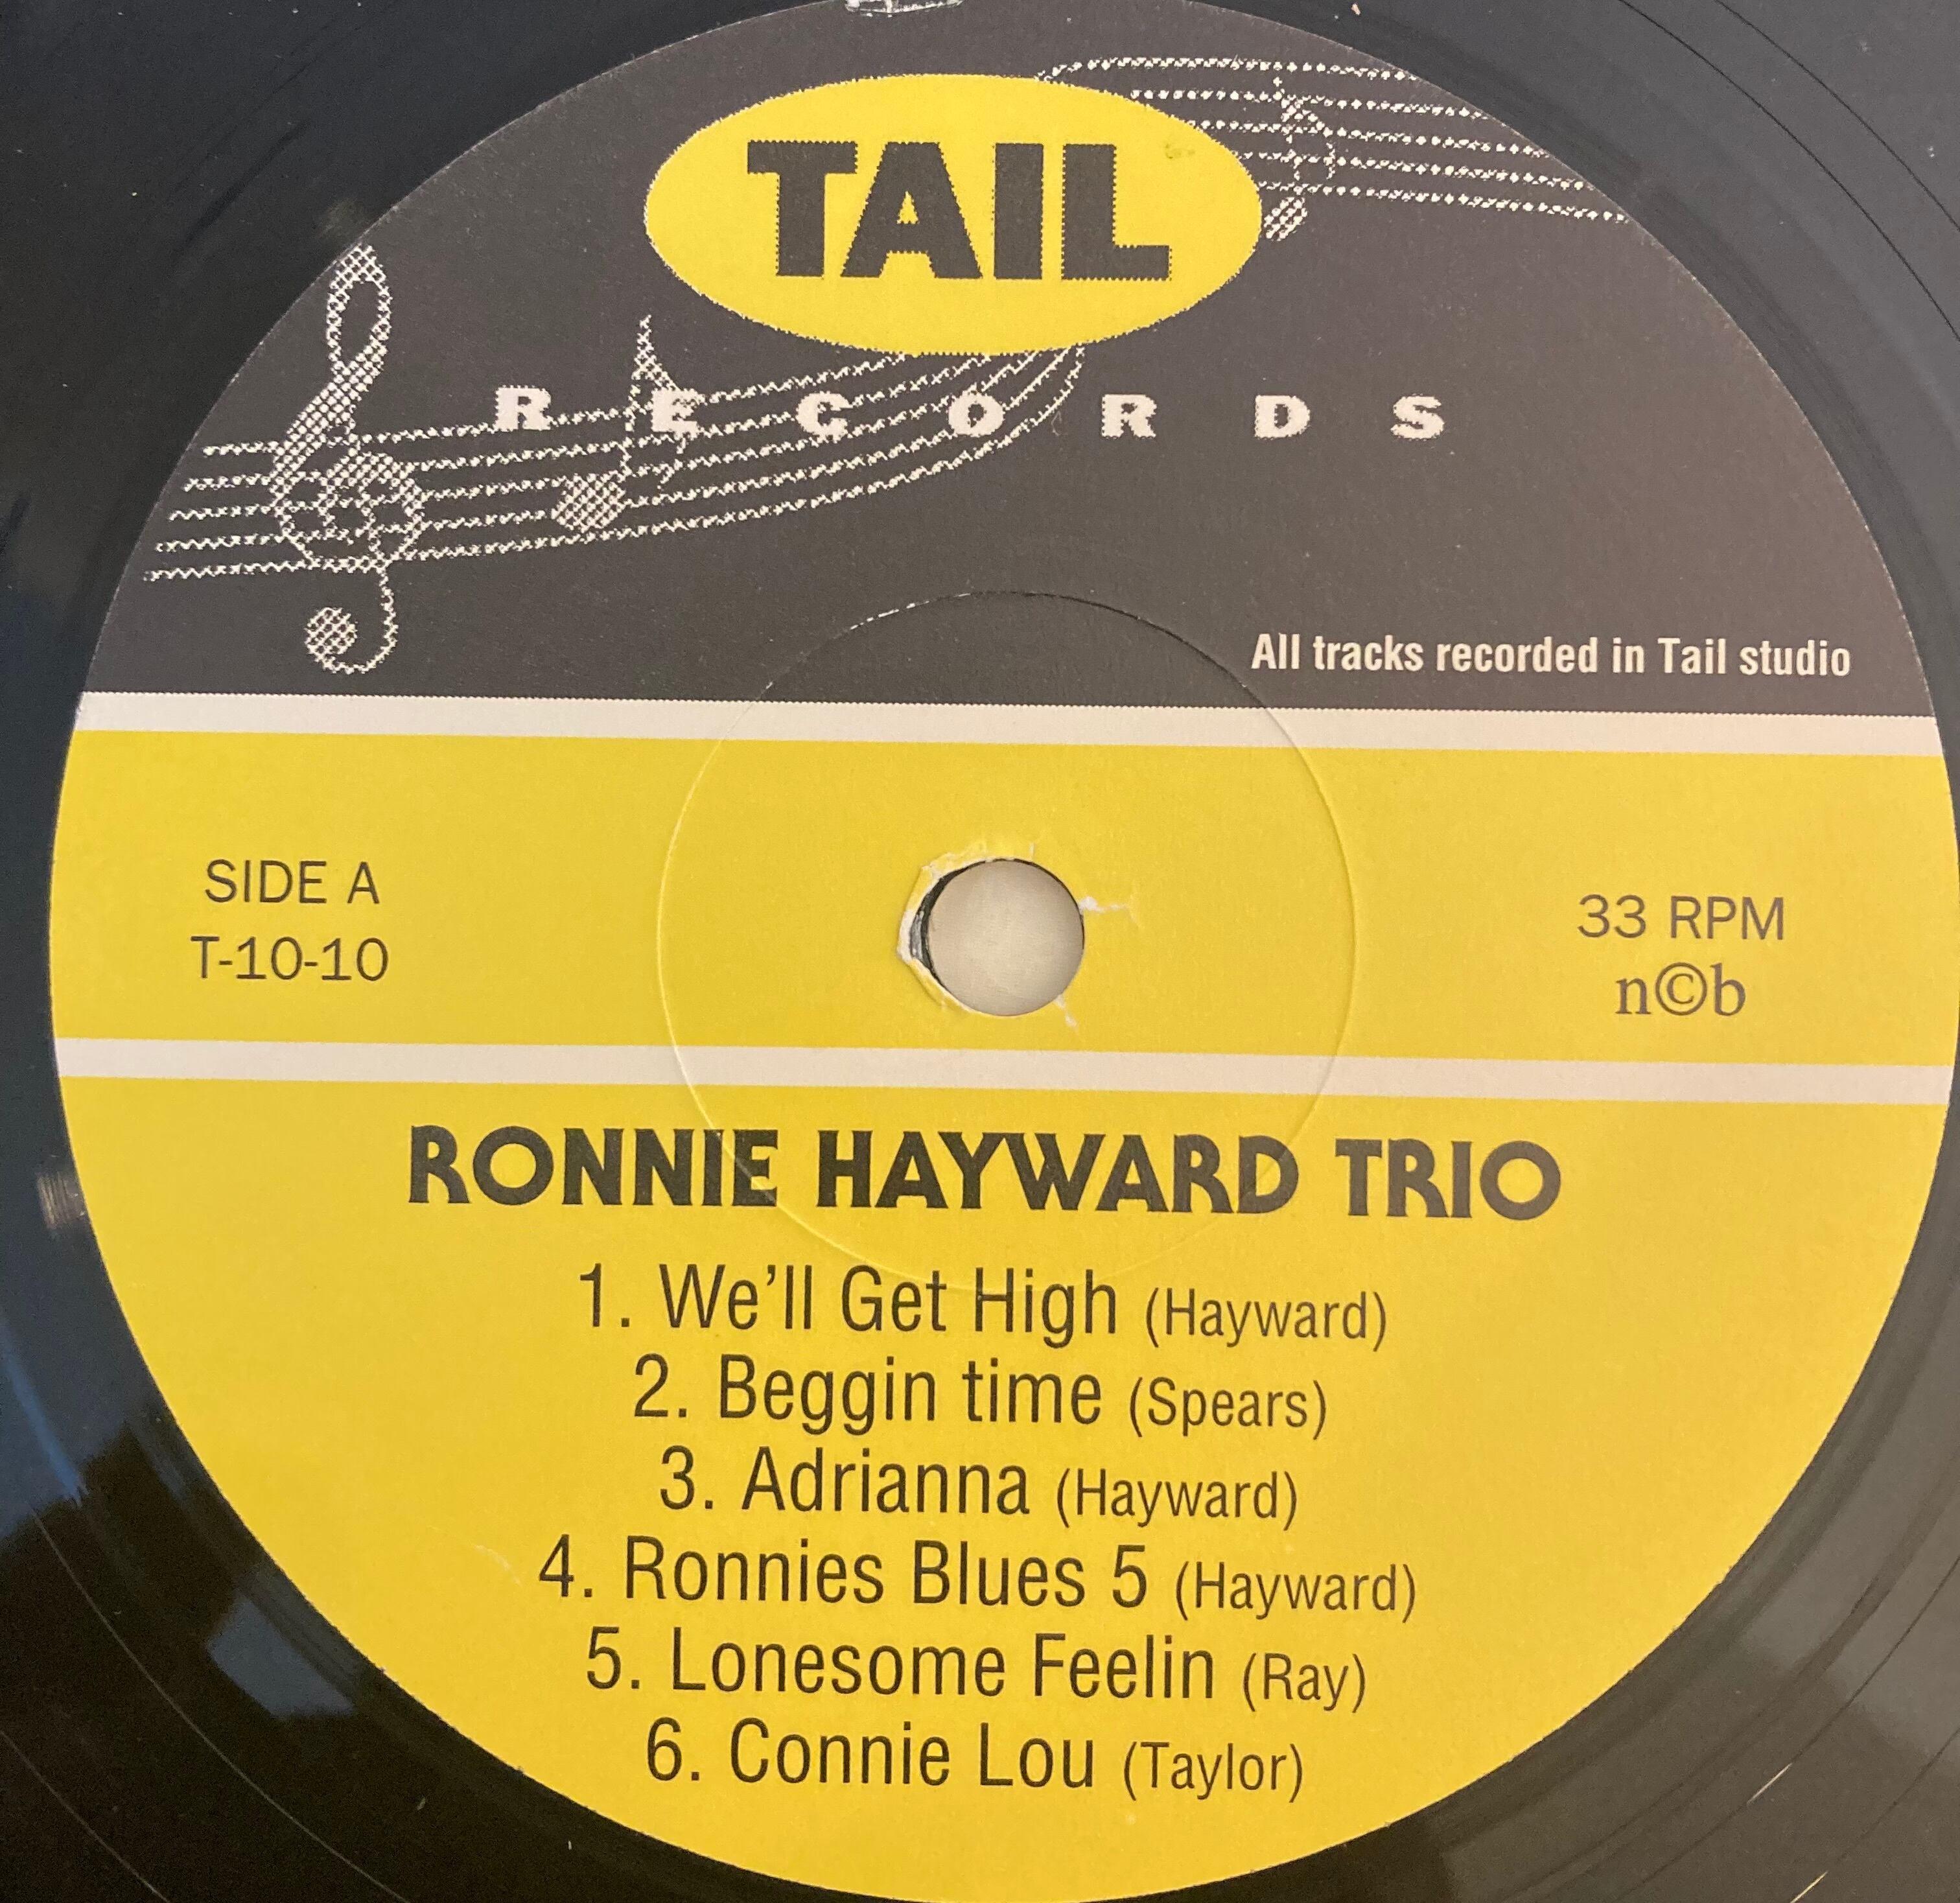 TAIL
RECORDS
All tracks recorded in Tail studio
SIDE A
T-10-10
33 RPM
n©b
RONNIE HAYWARD TRIO
1. We'll Get High (Hayward)
2. Beggin time (Spears)
3. Adrianna (Hayward)
4. Ronnies Blues 5 (Hayward)
5. Lonesome Feelin (Ray)
6. Connie Lou (Taylor)